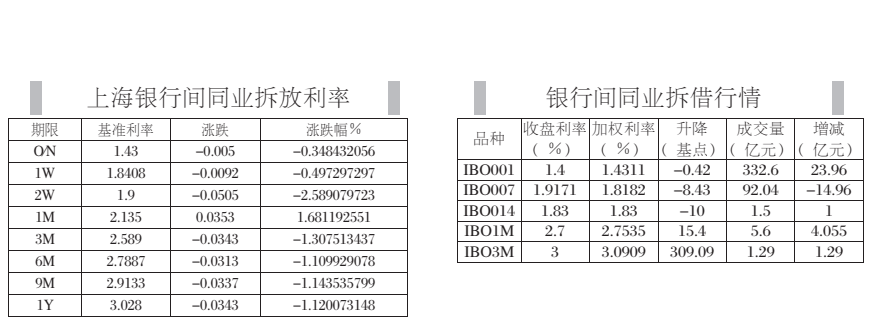 上海银行间同业拆放利率
期限 基准利率 涨跌 涨跌幅%
O/N 1.43 -0.005 -0.348432056
1W 1.8408 -0.0092 -0.497297297
2W 1.9 -0.0505 -2.589079723
1M 2.135 0.0353 1.681192551
3M 2.589 -0.0343 -1.307513437
6M 2.7887 -0.0313 -1.109929078
9M 2.9133 -0.0337 -1.143535799
1Y 3.028 -0.0343 -1.120073148
银行间同业拆借行情
品种 收盘利率 加权利率 升降 成交量 增减
(%) (%) (基点) (亿元) (亿元)
IBO001 1.4 1.4311 -0.42 332.6 23.96
IBO007 1.9171 1.8182 -8.43 92.04 -14.96
IBO014 1.83 1.83 -10 1.5 1
IBO1M 2.7 2.7535 15.4 5.6 4.055
IBO3M 3 3.0909 309.09 1.29 1.29